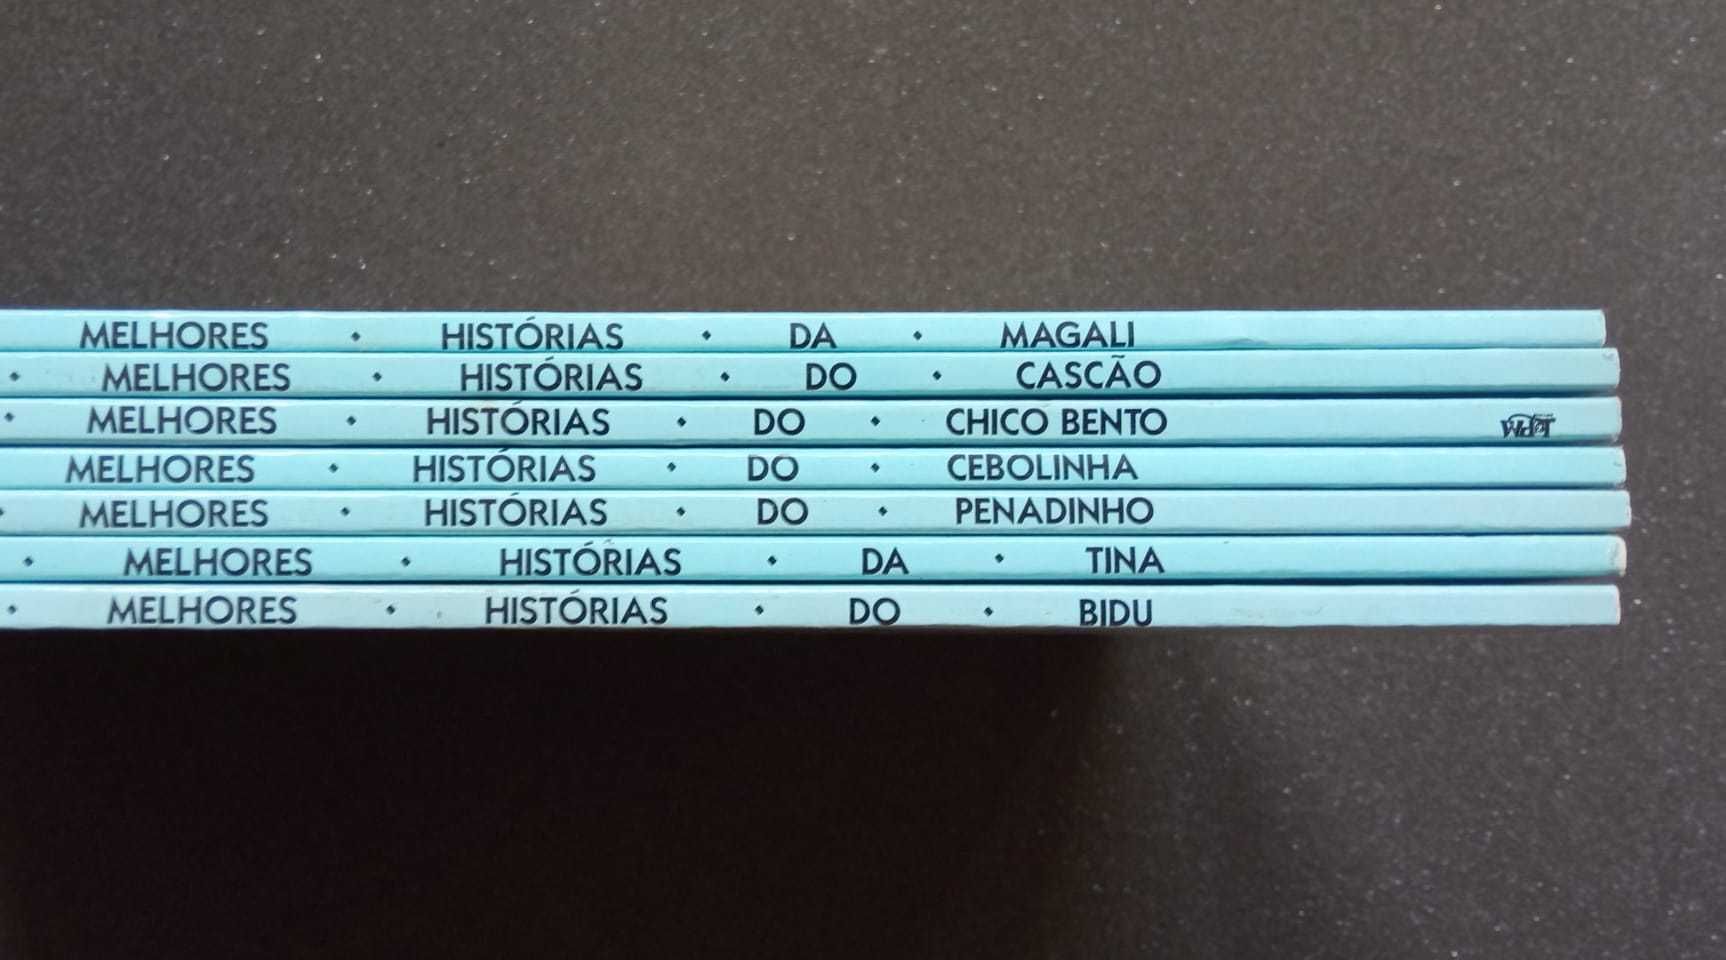 MELHORES • HISTÓRIAS • DA • MAGALI
• MELHORES • HISTÓRIAS • DO • CASCÃO
• MELHORES • HISTÓRIAS • DO • CHICO BENTO
MELHORES • HISTÓRIAS • DO • CEBOLINHA
• MELHORES • HISTÓRIAS • DO • PENADINHO
• MELHORES • HISTÓRIAS • DA • TINA
• MELHORES • HISTÓRIAS • DO • BIDU